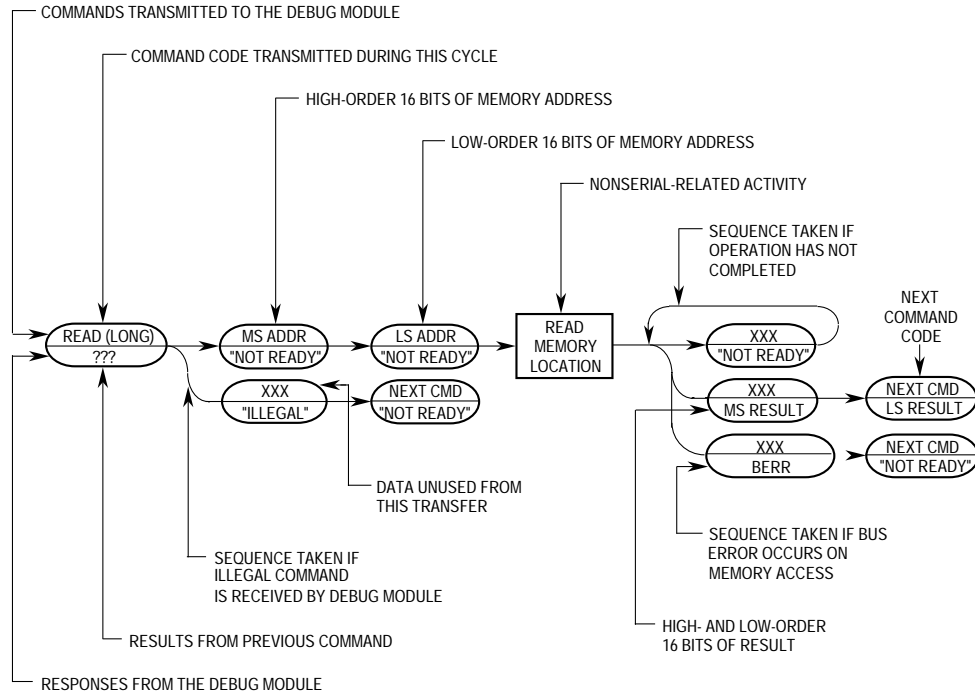 COMMANDS TRANSMITTED TO THE DEBUG MODULE
COMMAND CODE TRANSMITTED DURING THIS CYCLE
HIGH-ORDER 16 BITS OF MEMORY ADDRESS
LOW-ORDER 16 BITS OF MEMORY ADDRESS
NONSERIAL-RELATED ACTIVITY
SEQUENCE TAKEN IF
OPERATION HAS NOT
COMPLETED
NEXT
COMMAND
CODE
READ (LONG)
???
MS ADDR
"NOT READY"
LS ADDR
"NOT READY"
READ
MEMORY
LOCATION
XXX
"NOT READY"
XXX
"ILLEGAL"
NEXT CMD
"NOT READY"
XXX
MS RESULT
NEXT CMD
LS RESULT
XXX
BERR
NEXT CMD
"NOT READY"
DATA UNUSED FROM
THIS TRANSFER
SEQUENCE TAKEN IF
ILLEGAL COMMAND
IS RECEIVED BY DEBUG MODULE
SEQUENCE TAKEN IF BUS
ERROR OCCURS ON
MEMORY ACCESS
HIGH- AND LOW-ORDER
16 BITS OF RESULT
RESULTS FROM PREVIOUS COMMAND
RESPONSES FROM THE DEBUG MODULE